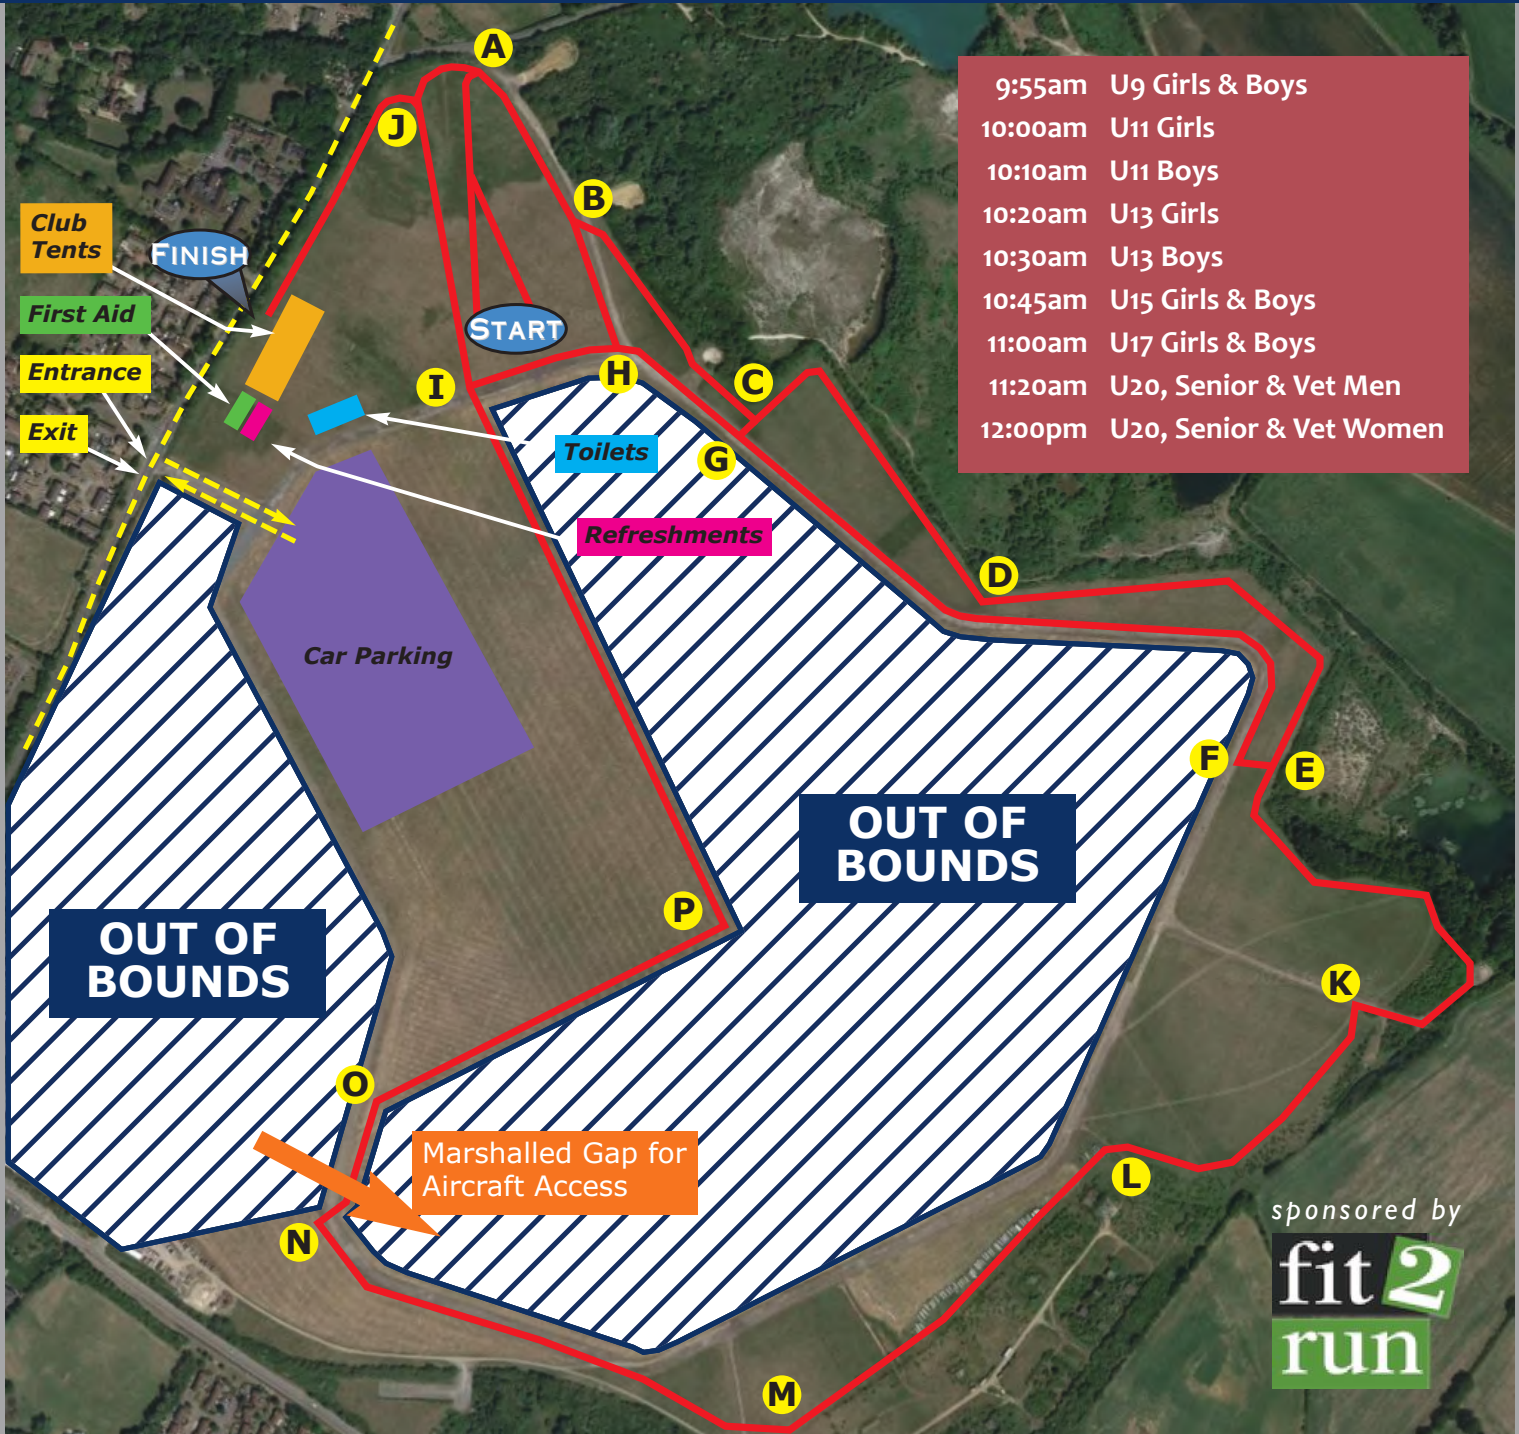 A
J
B
9:55am U9 Girls & Boys
10:00am U11 Girls
10:10am U11 Boys
10:20am U13 Girls
10:30am U13 Boys
10:45am U15 Girls & Boys
11:00am U17 Girls & Boys
11:20am U20, Senior & Vet Men
12:00pm U20, Senior & Vet Women
Club
Tents
FINISH
First Aid
START
Entrance
I
H
C
Exit
Toilets
G
Refreshments
D
Car Parking
F
E
OUT OF
BOUNDS
P
OUT OF
BOUNDS
K
O
Marshalled Gap for
Aircraft Access
L
N
M
sponsored by
fit2
run